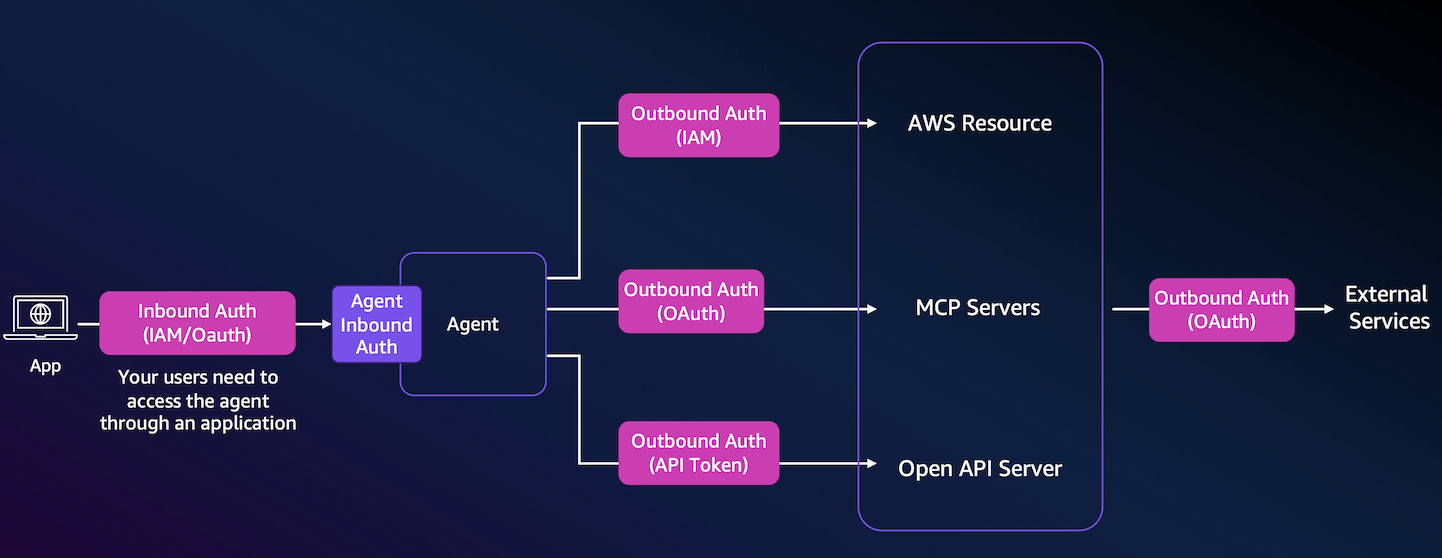 App
Inbound Auth
(IAM/Oauth)
Your users need to
access the agent
through an application
Agent
Inbound
Auth
Agent
Outbound Auth
(IAM)
AWS Resource
Outbound Auth
(OAuth)
MCP Servers
Outbound Auth
(API Token)
Open API Server
Outbound Auth
(OAuth)
External
Services